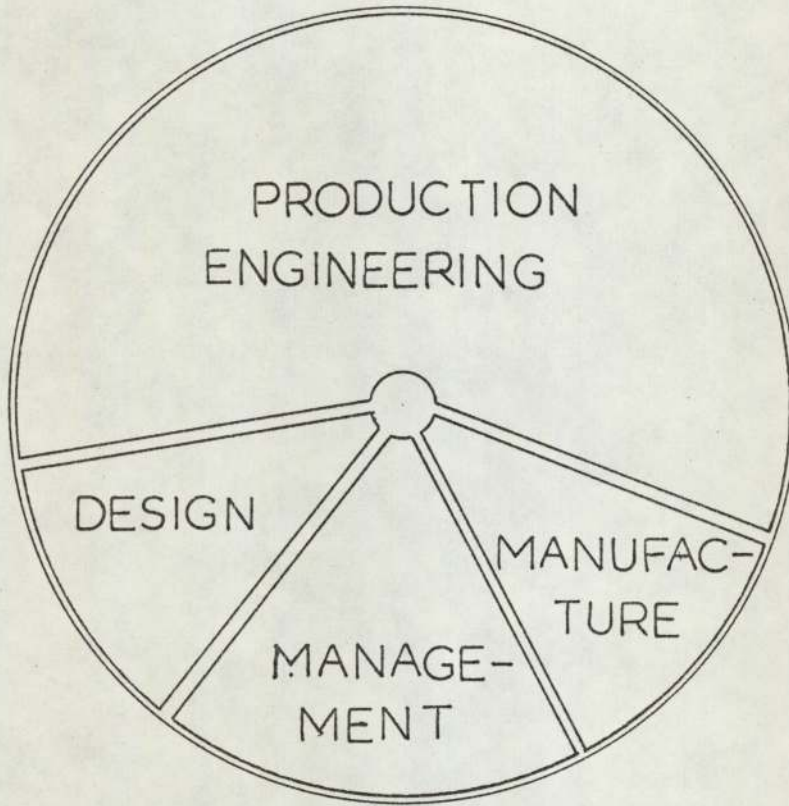 PRODUCTION
ENGINEERING
DESIGN
MANUFAC-
TURE
MANAGE-
MENT